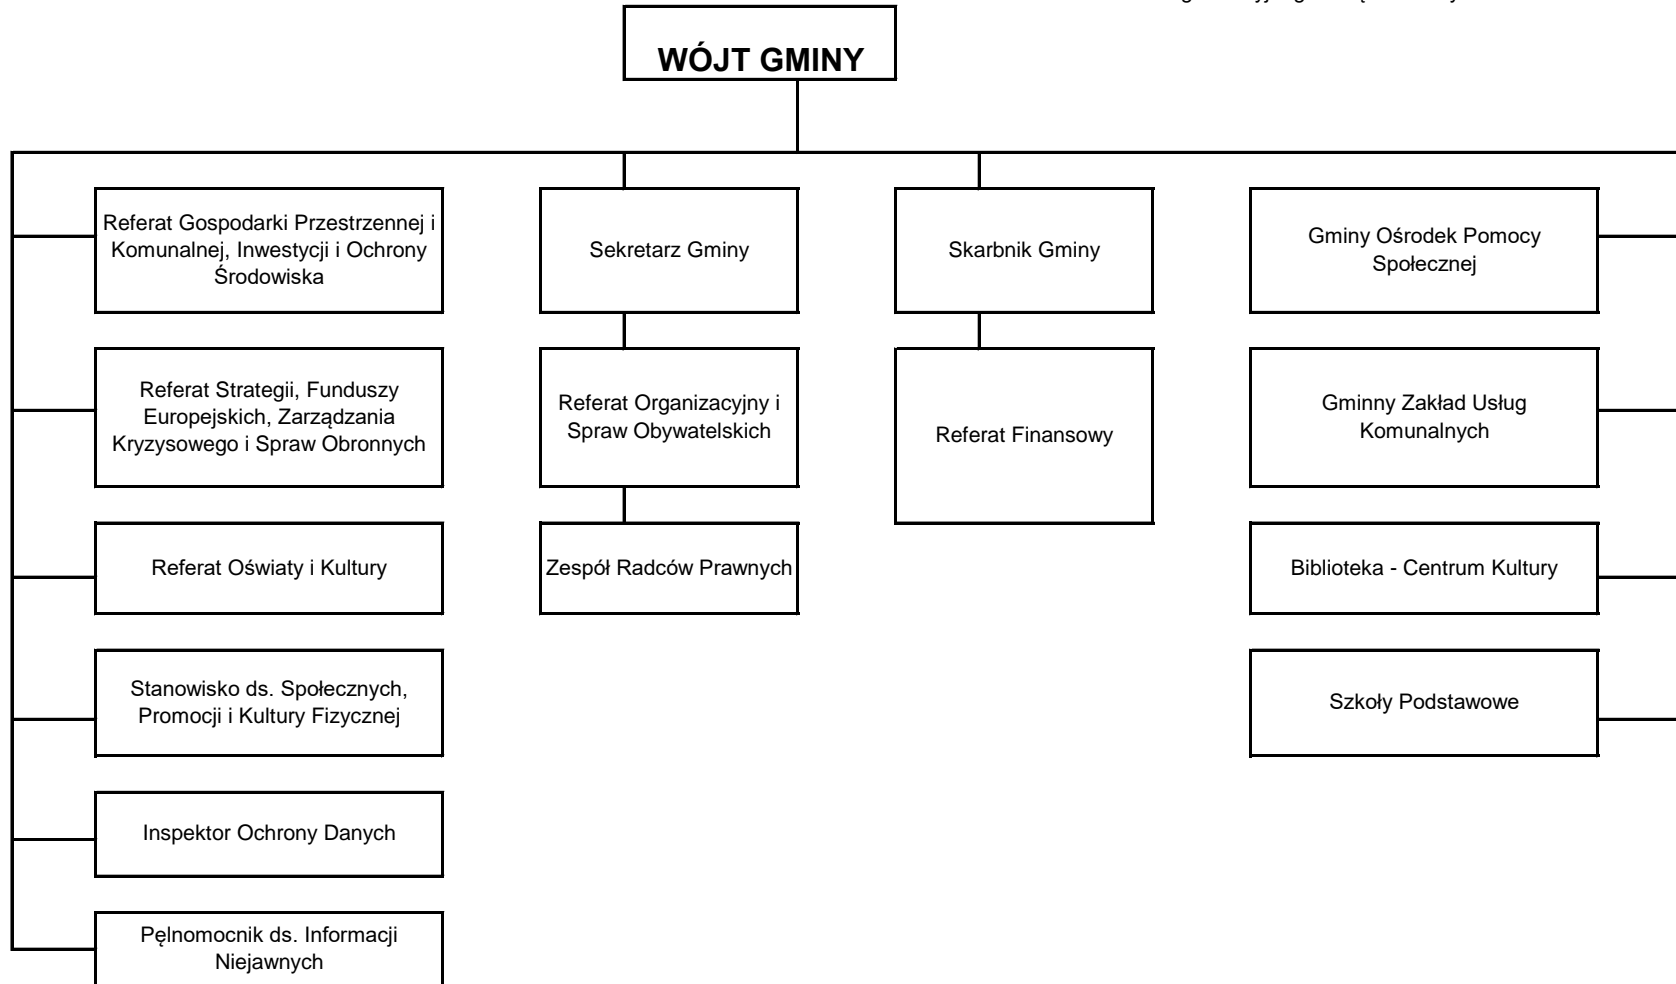 WÓJT GMINY
Referat Gospodarki Przestrzennej i
Komunalnej, Inwestycji i Ochrony
Środowiska
Sekretarz Gminy
Skarbnik Gminy
Gminy Ośrodek Pomocy
Społecznej
Referat Strategii, Funduszy
Europejskich, Zarządzania
Kryzysowego i Spraw Obronnych
Referat Organizacyjny i
Spraw Obywatelskich
Referat Finansowy
Gminny Zakład Usług
Komunalnych
Referat Oświaty i Kultury
Zespół Radców Prawnych
Biblioteka - Centrum Kultury
Stanowisko ds. Społecznych,
Promocji i Kultury Fizycznej
Szkoły Podstawowe
Inspektor Ochrony Danych
Pęlnomocnik ds. Informacji
Niejawnych